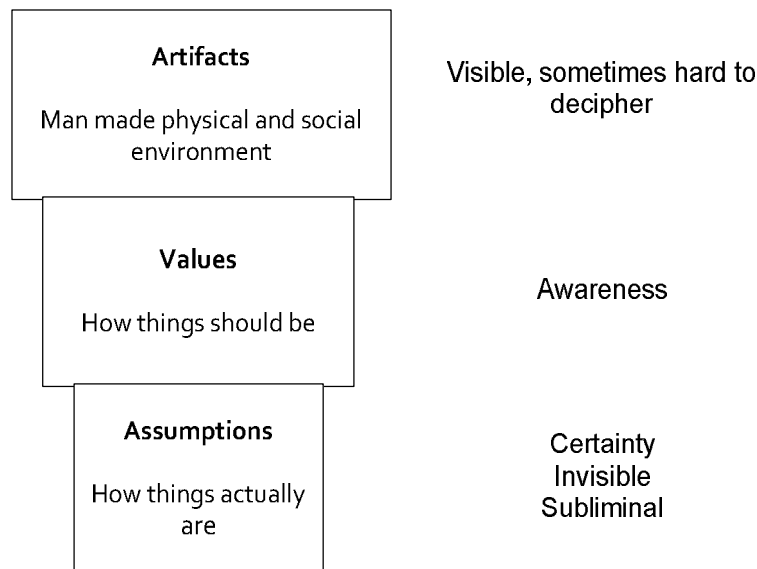 Artifacts
Man made physical and social
environment
Visible, sometimes hard to
decipher
Values
How things should be
Awareness
Assumptions
How things actually
are
Certainty
Invisible
Subliminal